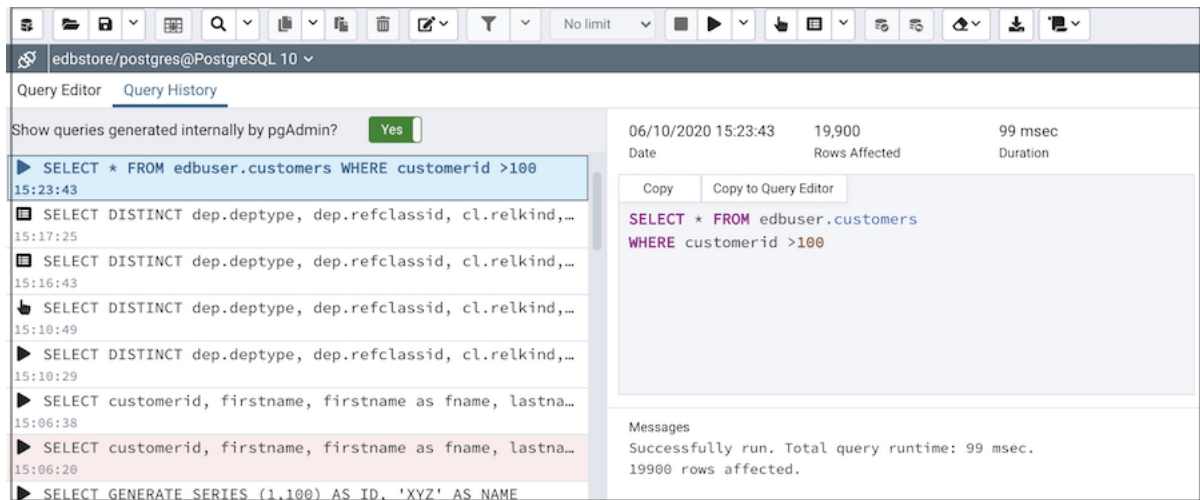 No limit
edbstore/postgres@PostgreSQL 10
Query Editor Query History
Show queries generated internally by pgAdmin? Yes
SELECT * FROM edbuser.customers WHERE customerid >100
15:23:43
SELECT DISTINCT dep.deptype, dep.refclassid, cl.relkind,…
15:17:25
SELECT DISTINCT dep.deptype, dep.refclassid, cl.relkind,…
15:16:43
SELECT DISTINCT dep.deptype, dep.refclassid, cl.relkind,…
15:10:49
SELECT DISTINCT dep.deptype, dep.refclassid, cl.relkind,…
15:10:29
SELECT customerid, firstname, firstname as fname, lastna…
15:06:38
SELECT customerid, firstname, firstname as fname, lastna…
15:06:20
SELECT GENERATE SERIES (1,100) AS ID, 'XYZ' AS NAME
06/10/2020 15:23:43 19,900 99 msec
Date Rows Affected Duration
Copy Copy to Query Editor
SELECT * FROM edbuser.customers
WHERE customerid >100
Messages
Successfully run. Total query runtime: 99 msec.
19900 rows affected.